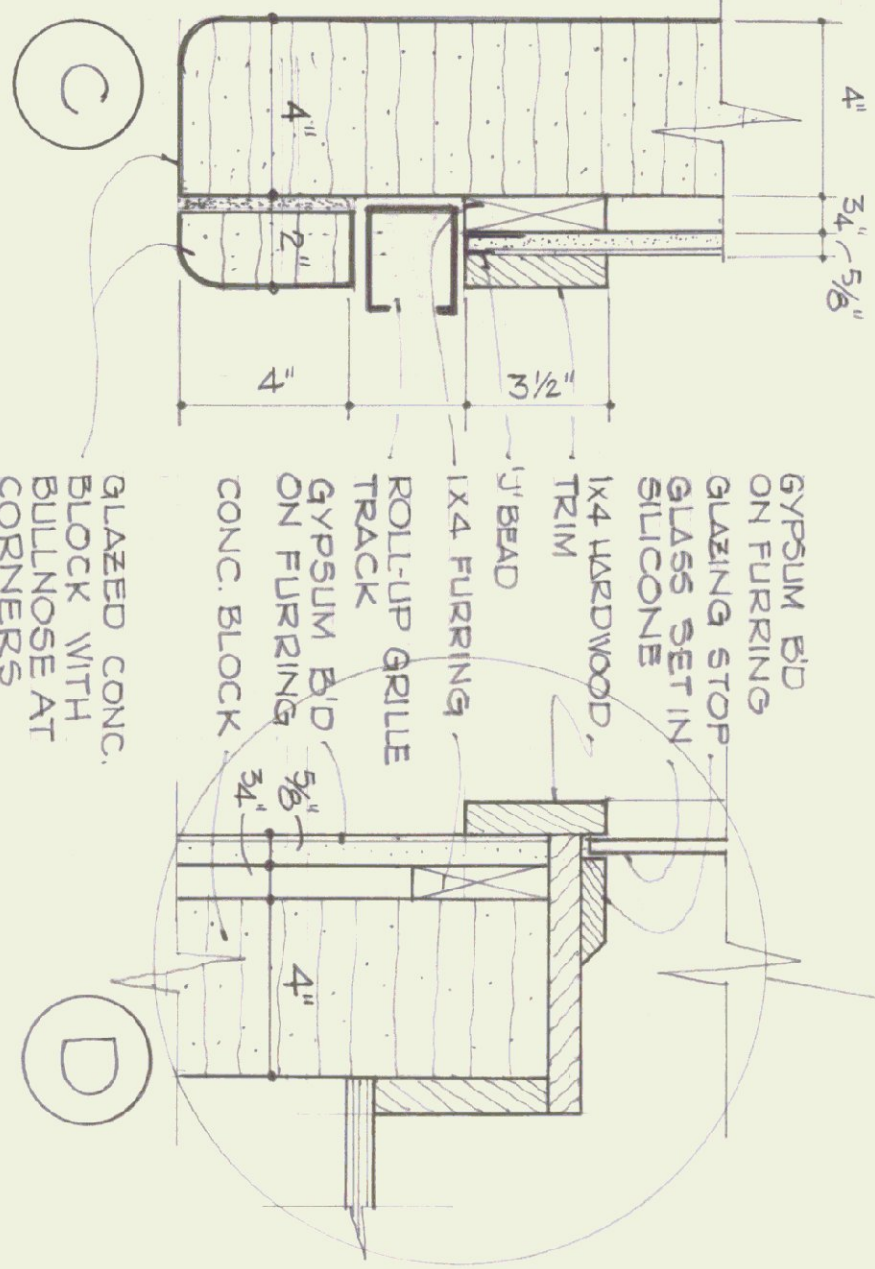 GYPSUM B'D
ON FURRING
GLAZING STOP
GLASS SET IN
SILICONE
1x4 HARDWOOD
TRIM
'J' BEAD
1x4 FURRING
ROLL-UP GRILLE
TRACK
GYPSUM B'D
ON FURRING
CONC. BLOCK
GLAZED CONC.
BLOCK WITH
BULLNOSE AT
CORNERS
4"
3/4"
5/8"
4"
2"
4"
3 1/2"
C
5/8"
3/4"
4"
D